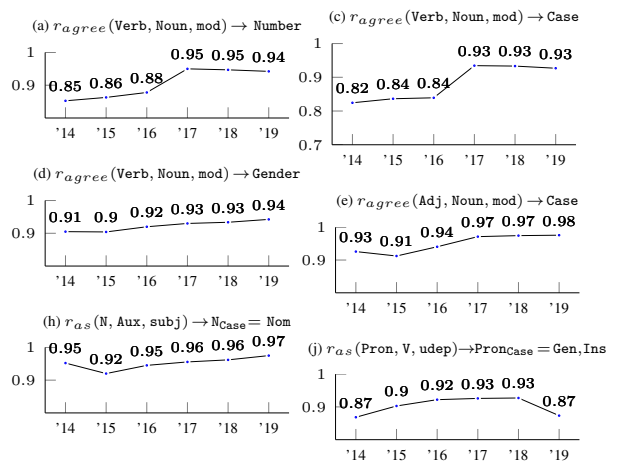 (a) r_agree(Verb, Noun, mod) → Number
1
0.9
0.85 0.86 0.88 0.95 0.95 0.94
'14 '15 '16 '17 '18 '19
(c) r_agree(Verb, Noun, mod) → Case
1
0.9
0.8
0.7
0.82 0.84 0.84 0.93 0.93 0.93
'14 '15 '16 '17 '18 '19
(d) r_agree(Verb, Noun, mod) → Gender
1
0.9
0.91 0.9 0.92 0.93 0.93 0.94
'14 '15 '16 '17 '18 '19
(e) r_agree(Adj, Noun, mod) → Case
1
0.9
0.93 0.91 0.94 0.97 0.97 0.98
'14 '15 '16 '17 '18 '19
(h) r_as(N, Aux, subj) → N_Case = Nom
1
0.9
0.95 0.92 0.95 0.96 0.96 0.97
'14 '15 '16 '17 '18 '19
(j) r_as(Pron, V, udep)→Pron_Case = Gen,Ins
1
0.9
0.87 0.9 0.92 0.93 0.93 0.87
'14 '15 '16 '17 '18 '19